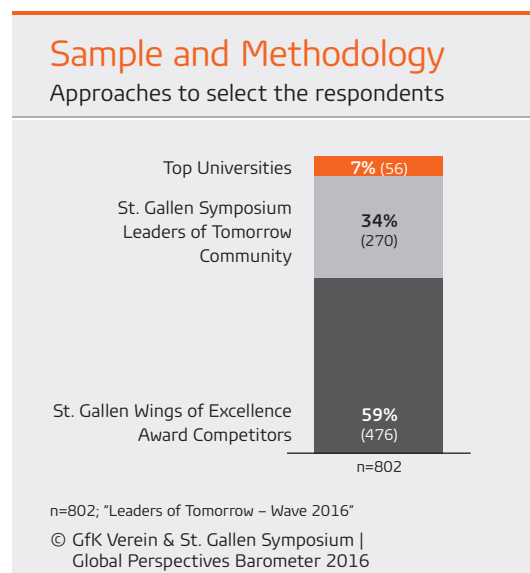 Sample and Methodology
Approaches to select the respondents
Top Universities
7% (56)
St. Gallen Symposium
Leaders of Tomorrow
Community
34%
(270)
St. Gallen Wings of Excellence
Award Competitors
59%
(476)
n=802
n=802; "Leaders of Tomorrow – Wave 2016"
© GfK Verein & St. Gallen Symposium |
Global Perspectives Barometer 2016